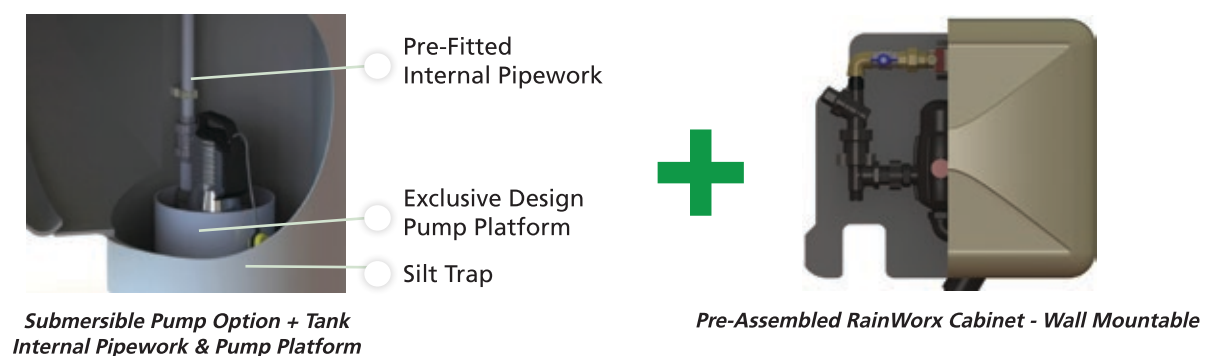 Pre-Fitted
Internal Pipework
Exclusive Design
Pump Platform
Silt Trap
Submersible Pump Option + Tank
Internal Pipework & Pump Platform
Pre-Assembled RainWorx Cabinet - Wall Mountable